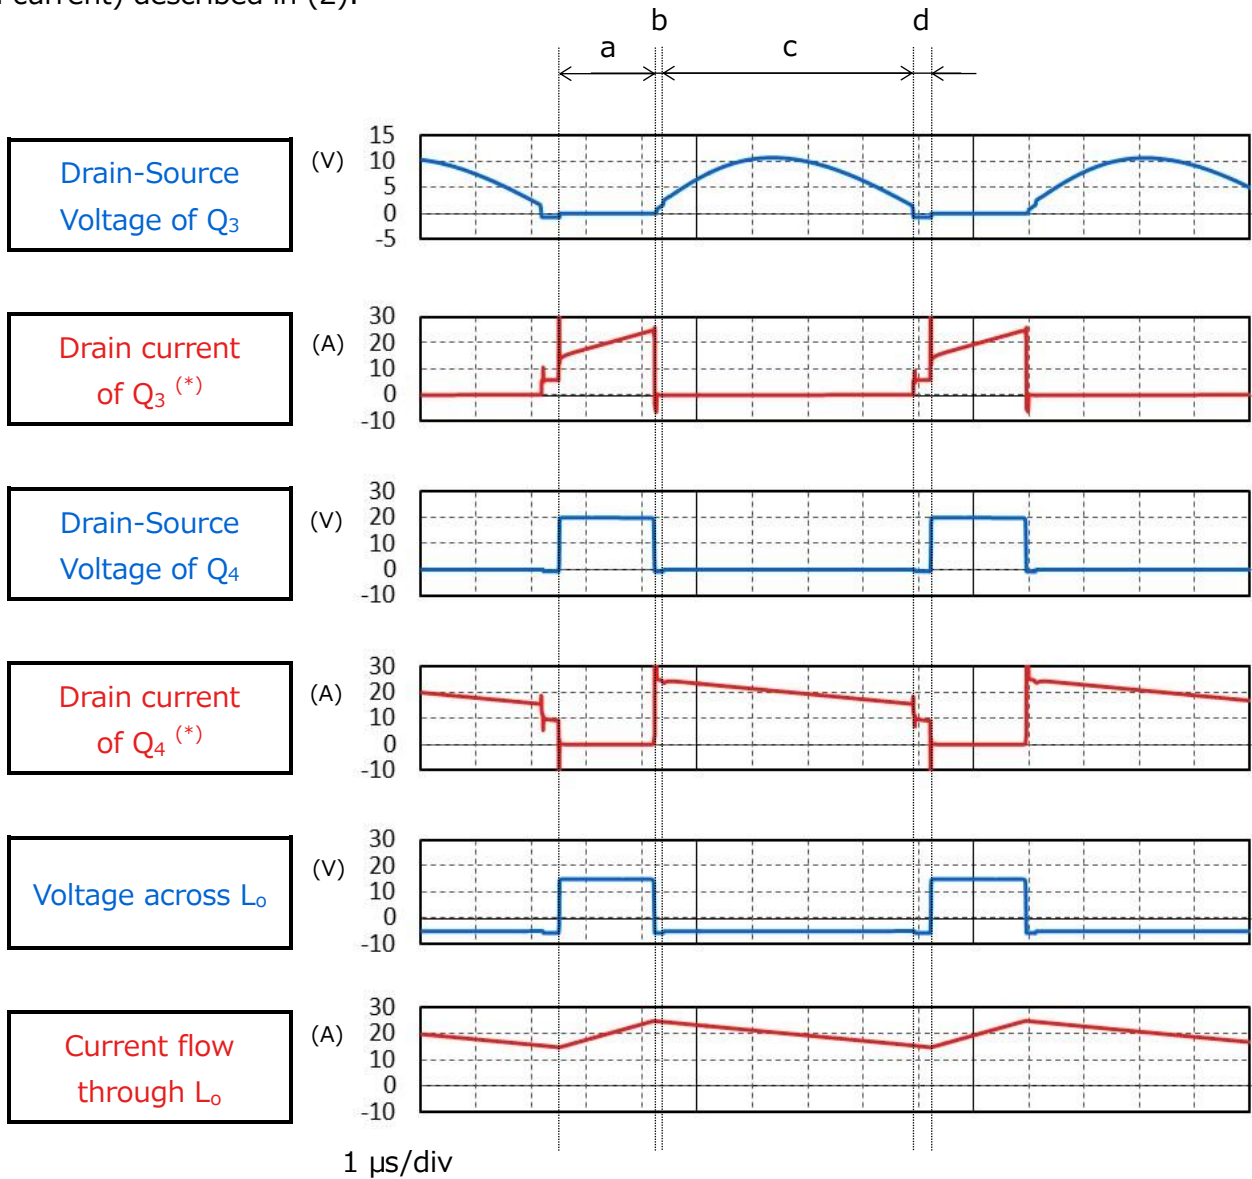 current) described in (2).
b d
a c
Drain-Source
Voltage of Q3
(V)
15
10
5
0
-5
Drain current
of Q3 (*)
(A)
30
20
10
0
-10
Drain-Source
Voltage of Q4
(V)
30
20
10
0
-10
Drain current
of Q4 (*)
(A)
30
20
10
0
-10
Voltage across Lo
(V)
30
20
10
0
-10
Current flow
through Lo
(A)
30
20
10
0
-10
1 μs/div